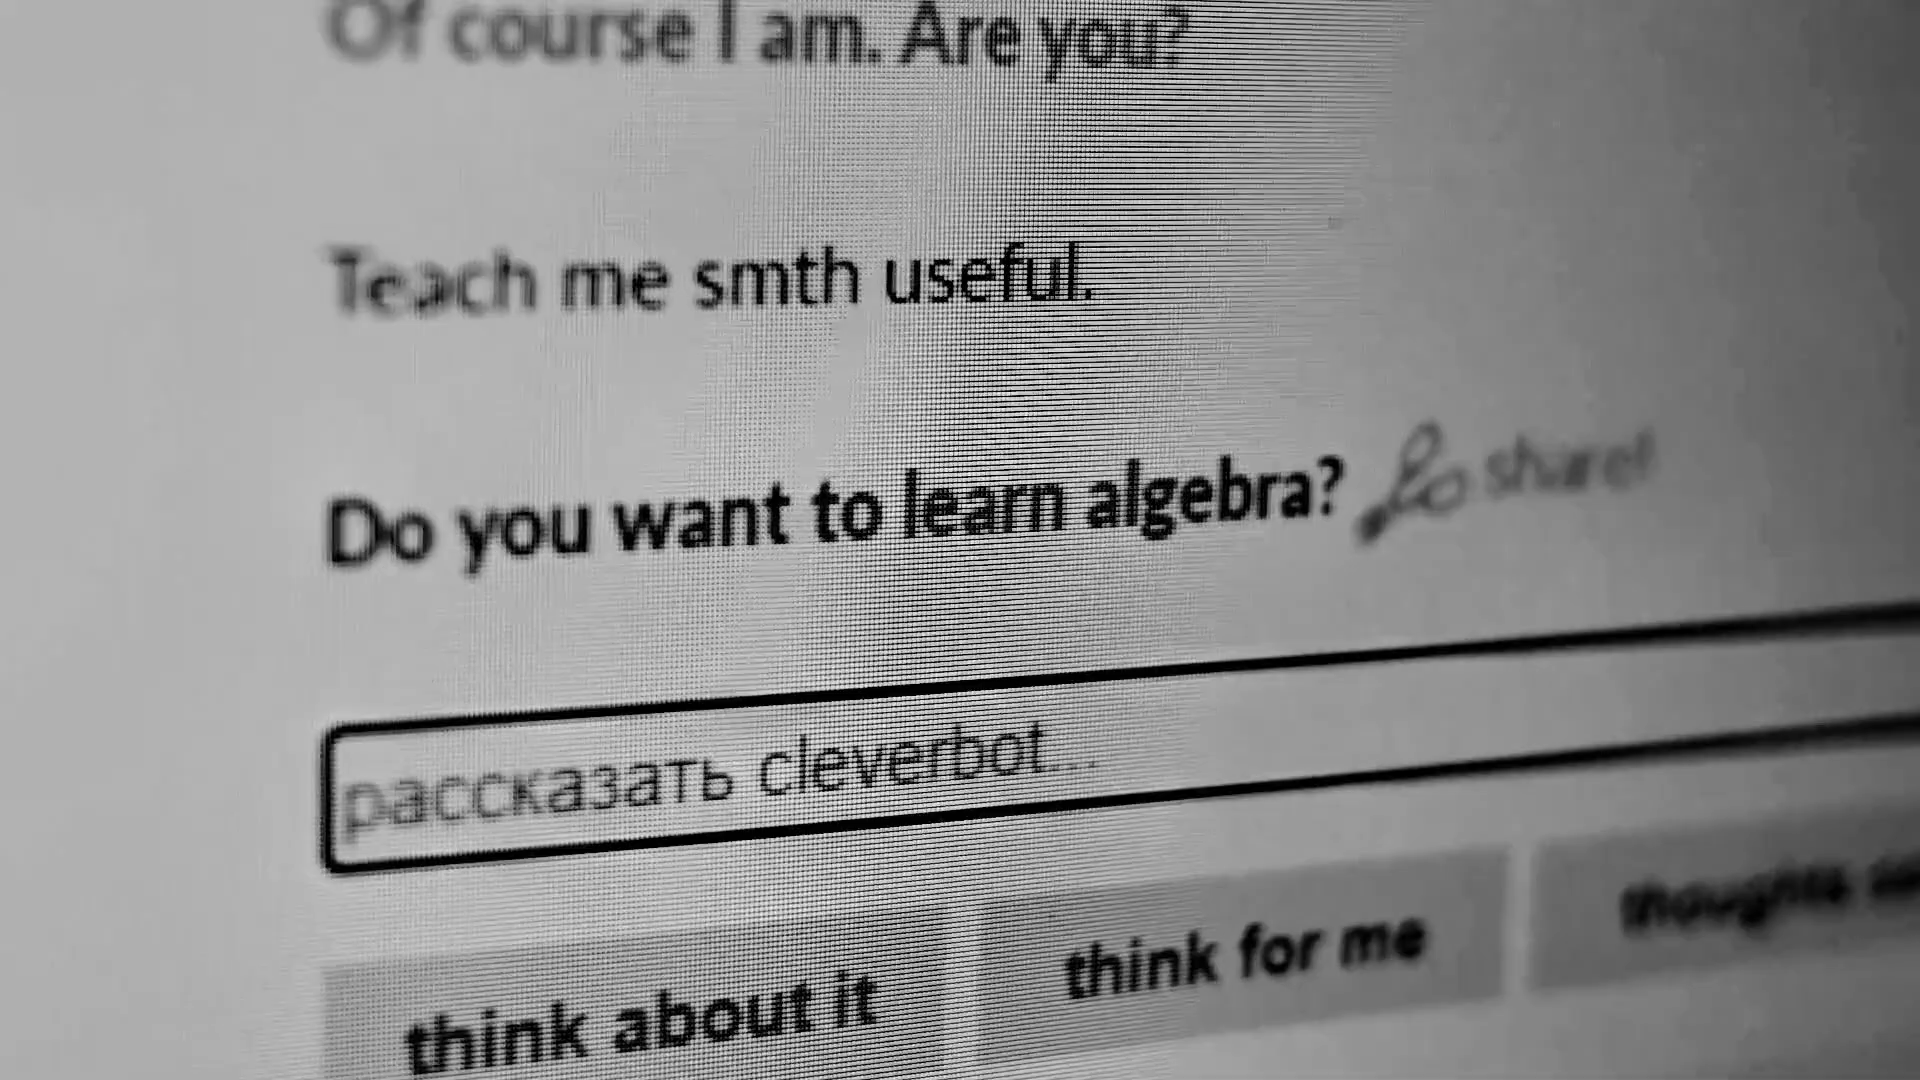 Of course I am. Are you?
Teach me smth useful.
Do you want to learn algebra? share!
рассказать cleverbot...
think about it
think for me
thoughts